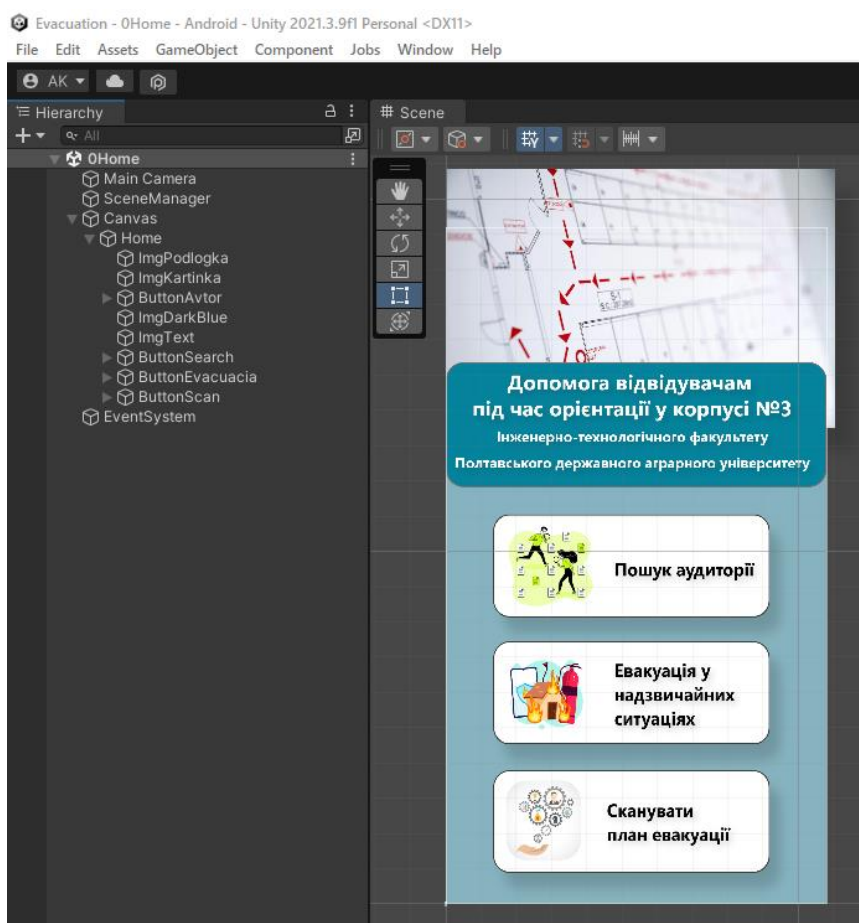 Evacuation - 0Home - Android - Unity 2021.3.9f1 Personal <DX11>
File Edit Assets GameObject Component Jobs Window Help
AK
Hierarchy
Scene
All
0Home
Main Camera
SceneManager
Canvas
Home
ImgPodlogka
ImgKartinka
ButtonAvtor
ImgDarkBlue
ImgText
ButtonSearch
ButtonEvacuacia
ButtonScan
EventSystem
Допомога відвідувачам
під час орієнтації у корпусі №3
Інженерно-технологічного факультету
Полтавського державного аграрного університету
Пошук аудиторії
Евакуація у
надзвичайних
ситуаціях
Сканувати
план евакуації